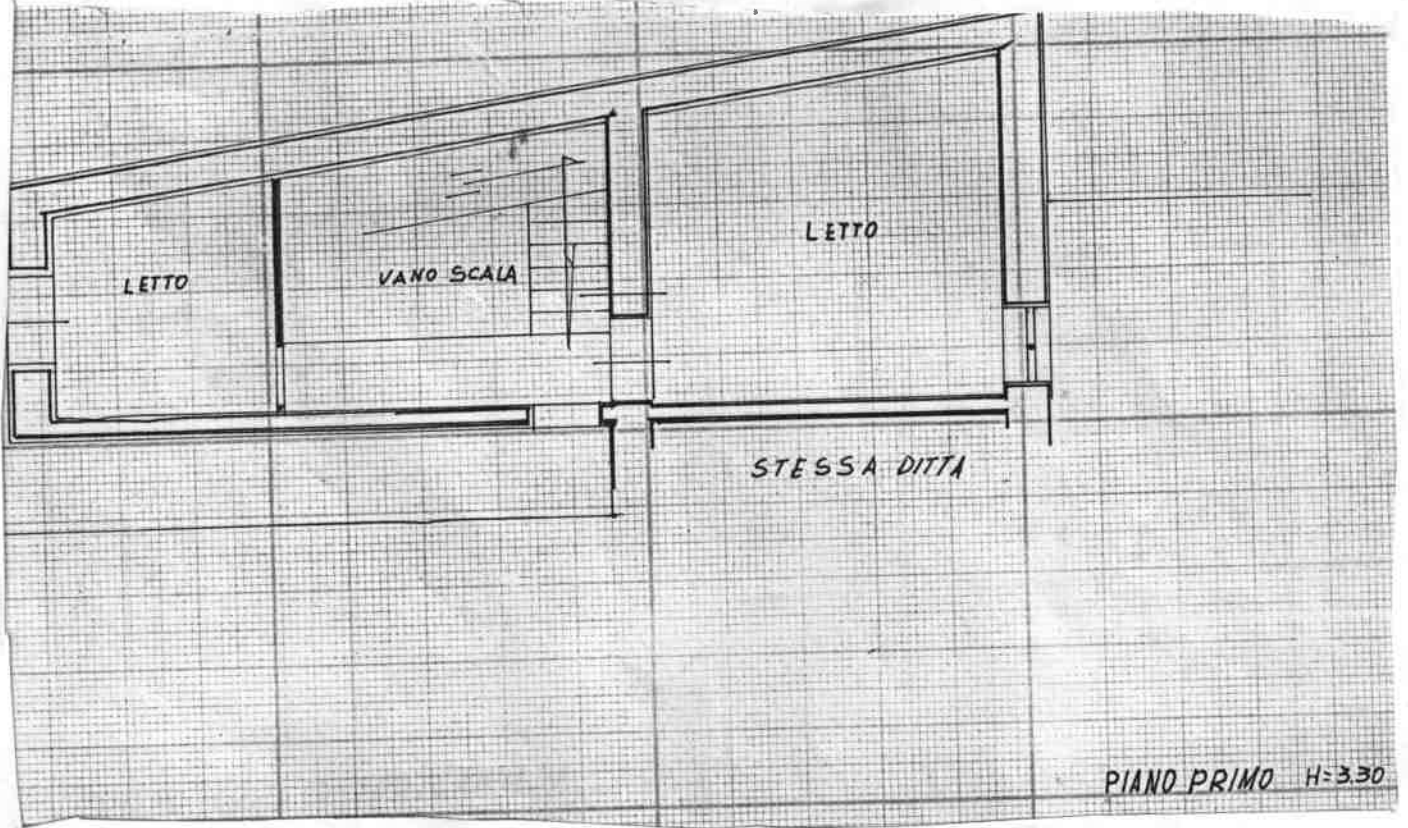 LETTO
VANO SCALA
LETTO
STESSA DITTA
PIANO PRIMO H=3.30